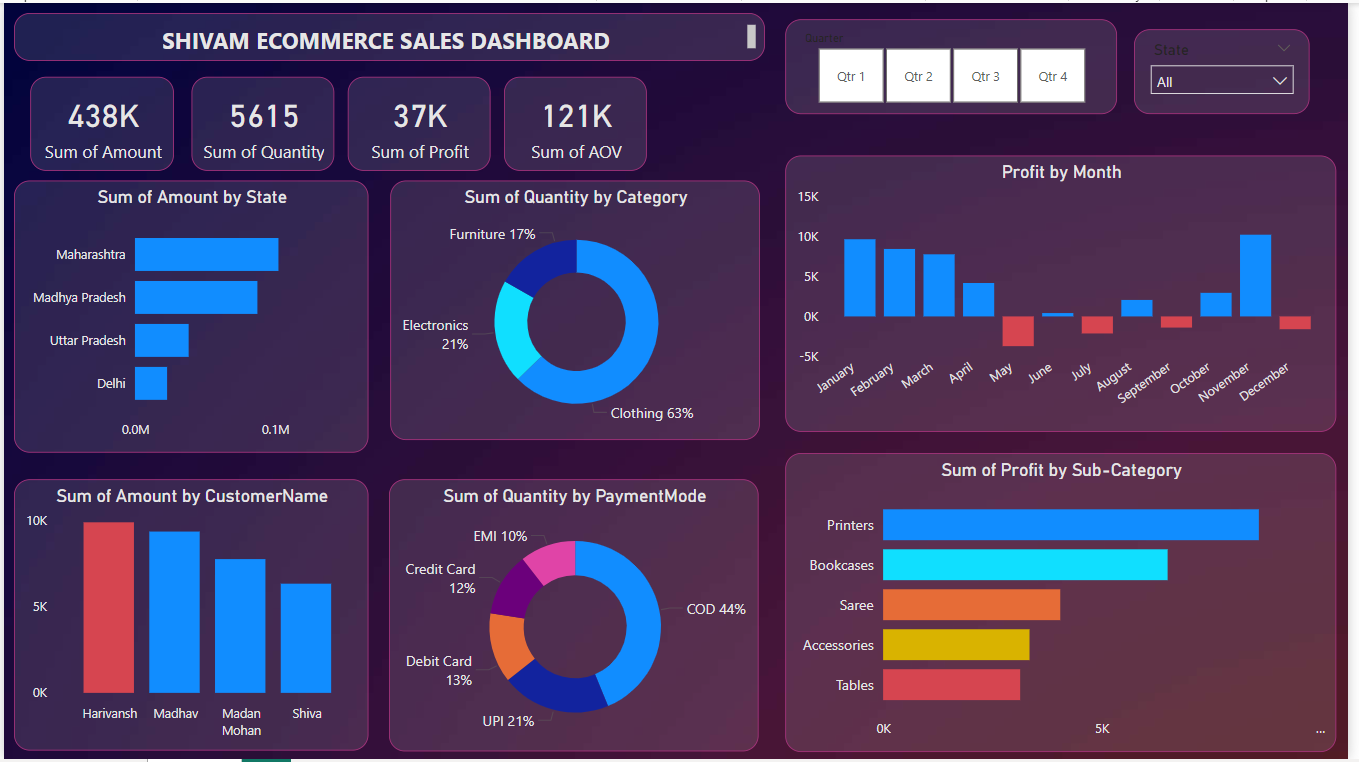 SHIVAM ECOMMERCE SALES DASHBOARD
Quarter
Qtr 1
Qtr 2
Qtr 3
Qtr 4
State
All
438K
Sum of Amount
5615
Sum of Quantity
37K
Sum of Profit
121K
Sum of AOV
Sum of Amount by State
Maharashtra
Madhya Pradesh
Uttar Pradesh
Delhi
0.0M
0.1M
Sum of Quantity by Category
Furniture 17%
Electronics
21%
Clothing 63%
Profit by Month
15K
10K
5K
0K
-5K
January
February
March
April
May
June
July
August
September
October
November
December
Sum of Amount by CustomerName
10K
5K
0K
Harivansh
Madhav
Madan
Mohan
Shiva
Sum of Quantity by PaymentMode
EMI 10%
Credit Card
12%
COD 44%
Debit Card
13%
UPI 21%
Sum of Profit by Sub-Category
Printers
Bookcases
Saree
Accessories
Tables
0K
5K
...